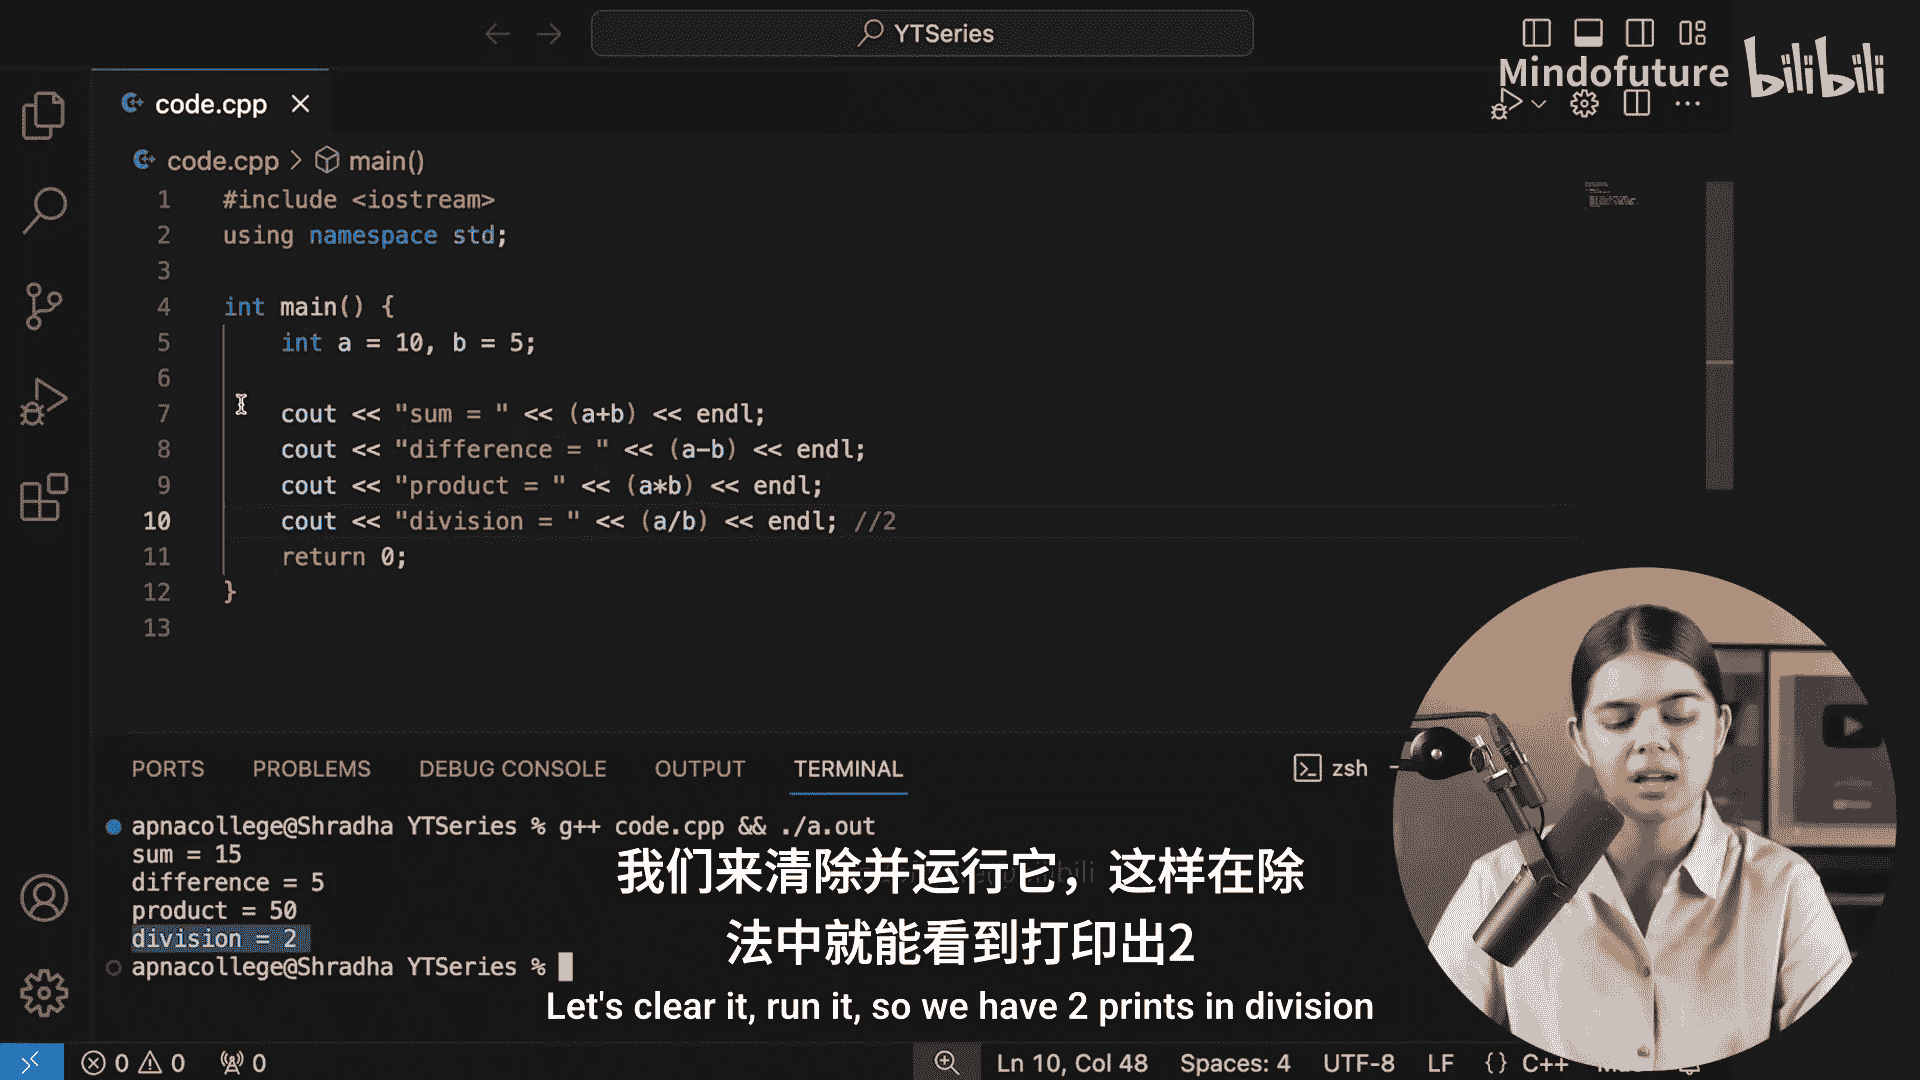 YTSeries
Mindofuture bilibili
code.cpp
code.cpp > main()
1 #include <iostream>
2 using namespace std;
3
4 int main() {
5 int a = 10, b = 5;
6
7 cout << "sum = " << (a+b) << endl;
8 cout << "difference = " << (a-b) << endl;
9 cout << "product = " << (a*b) << endl;
10 cout << "division = " << (a/b) << endl; //2
11 return 0;
12 }
13
PORTS PROBLEMS DEBUG CONSOLE OUTPUT TERMINAL zsh
apnacollege@Shradha YTSeries % g++ code.cpp && ./a.out
sum = 15
difference = 5
product = 50
division = 2
apnacollege@Shradha YTSeries %
我们来清除并运行它，这样在除
法中就能看到打印出2
Let's clear it, run it, so we have 2 prints in division
0 0 0 Ln 10, Col 48 Spaces: 4 UTF-8 LF {} C++